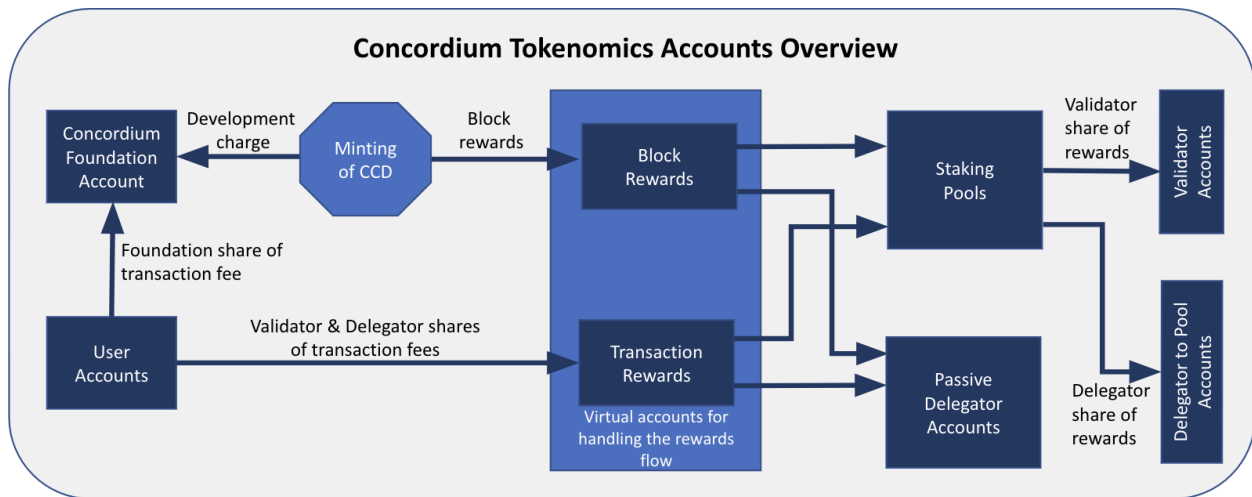 Concordium Tokenomics Accounts Overview
Concordium
Foundation
Account
Development
charge
Minting
of CCD
Block
rewards
Block
Rewards
Staking
Pools
Validator
share of
rewards
Validator
Accounts
Foundation share of
transaction fee
User
Accounts
Validator & Delegator shares
of transaction fees
Transaction
Rewards
Virtual accounts for
handling the rewards
flow
Passive
Delegator
Accounts
Delegator
share of
rewards
Delegator to Pool
Accounts